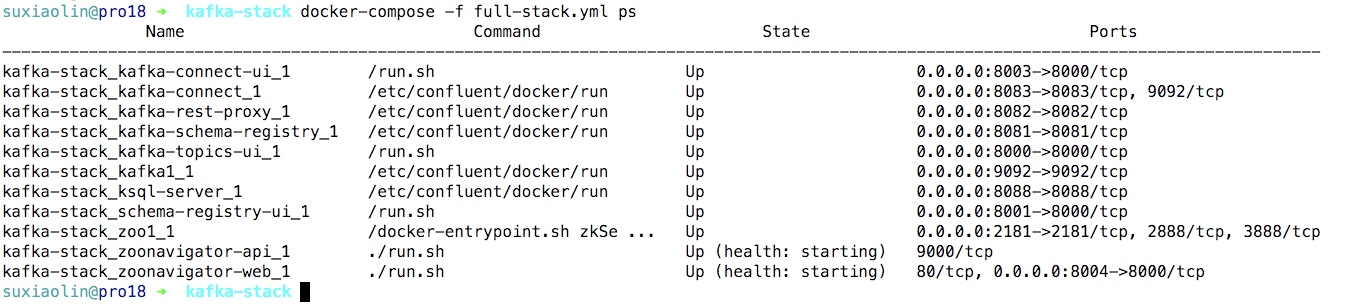 suxiaolin@pro18 ➜ kafka-stack docker-compose -f full-stack.yml ps
Name Command State Ports
kafka-stack_kafka-connect-ui_1 /run.sh Up 0.0.0.0:8003->8000/tcp
kafka-stack_kafka-connect_1 /etc/confluent/docker/run Up 0.0.0.0:8083->8083/tcp, 9092/tcp
kafka-stack_kafka-rest-proxy_1 /etc/confluent/docker/run Up 0.0.0.0:8082->8082/tcp
kafka-stack_kafka-schema-registry_1 /etc/confluent/docker/run Up 0.0.0.0:8081->8081/tcp
kafka-stack_kafka-topics-ui_1 /run.sh Up 0.0.0.0:8000->8000/tcp
kafka-stack_kafka1_1 /etc/confluent/docker/run Up 0.0.0.0:9092->9092/tcp
kafka-stack_ksql-server_1 /etc/confluent/docker/run Up 0.0.0.0:8088->8088/tcp
kafka-stack_schema-registry-ui_1 /run.sh Up 0.0.0.0:8001->8000/tcp
kafka-stack_zoo1_1 /docker-entrypoint.sh zkSe ... Up 0.0.0.0:2181->2181/tcp, 2888/tcp, 3888/tcp
kafka-stack_zoonavigator-api_1 ./run.sh Up (health: starting) 9000/tcp
kafka-stack_zoonavigator-web_1 ./run.sh Up (health: starting) 80/tcp, 0.0.0.0:8004->8000/tcp
suxiaolin@pro18 ➜ kafka-stack